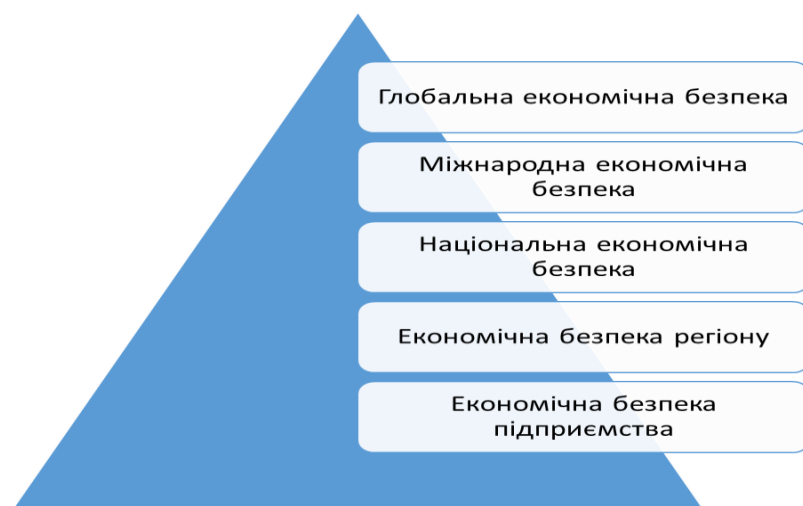 Глобальна економічна безпека
Міжнародна економічна
безпека
Національна економічна
безпека
Економічна безпека регіону
Економічна безпека
підприємства